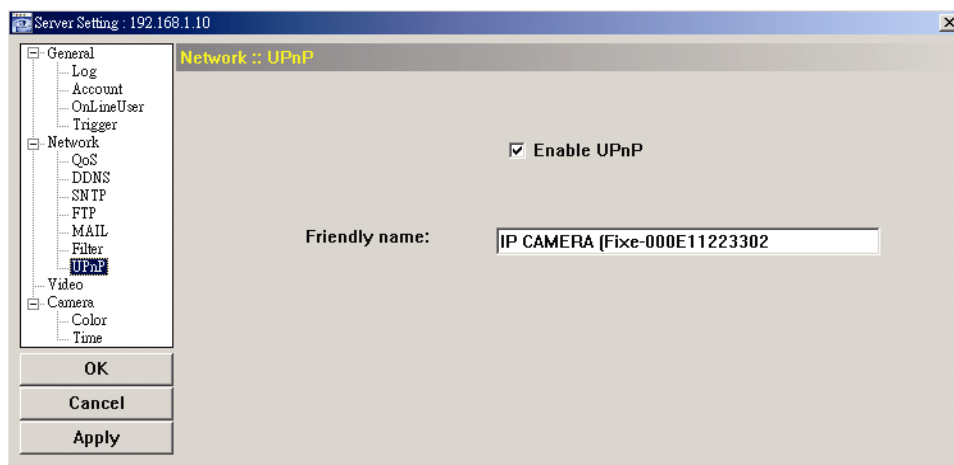 Server Setting : 192.168.1.10
General
Log
Account
OnLineUser
Trigger
Network
QoS
DDNS
SNTP
FTP
MAIL
Filter
UPnP
Video
Camera
Color
Time
OK
Cancel
Apply
Network :: UPnP
Enable UPnP
Friendly name:
IP CAMERA (Fixe-000E11223302